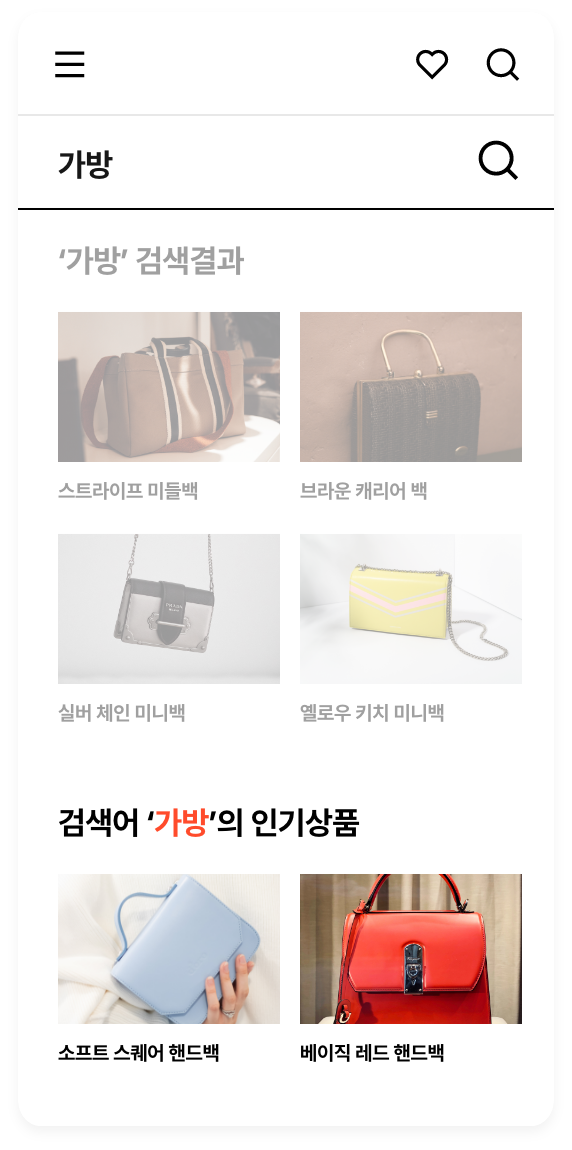 가방
‘가방’ 검색결과
스트라이프 미들백
브라운 캐리어 백
실버 체인 미니백
옐로우 키치 미니백
검색어 ‘가방’의 인기상품
소프트 스퀘어 핸드백
베이직 레드 핸드백